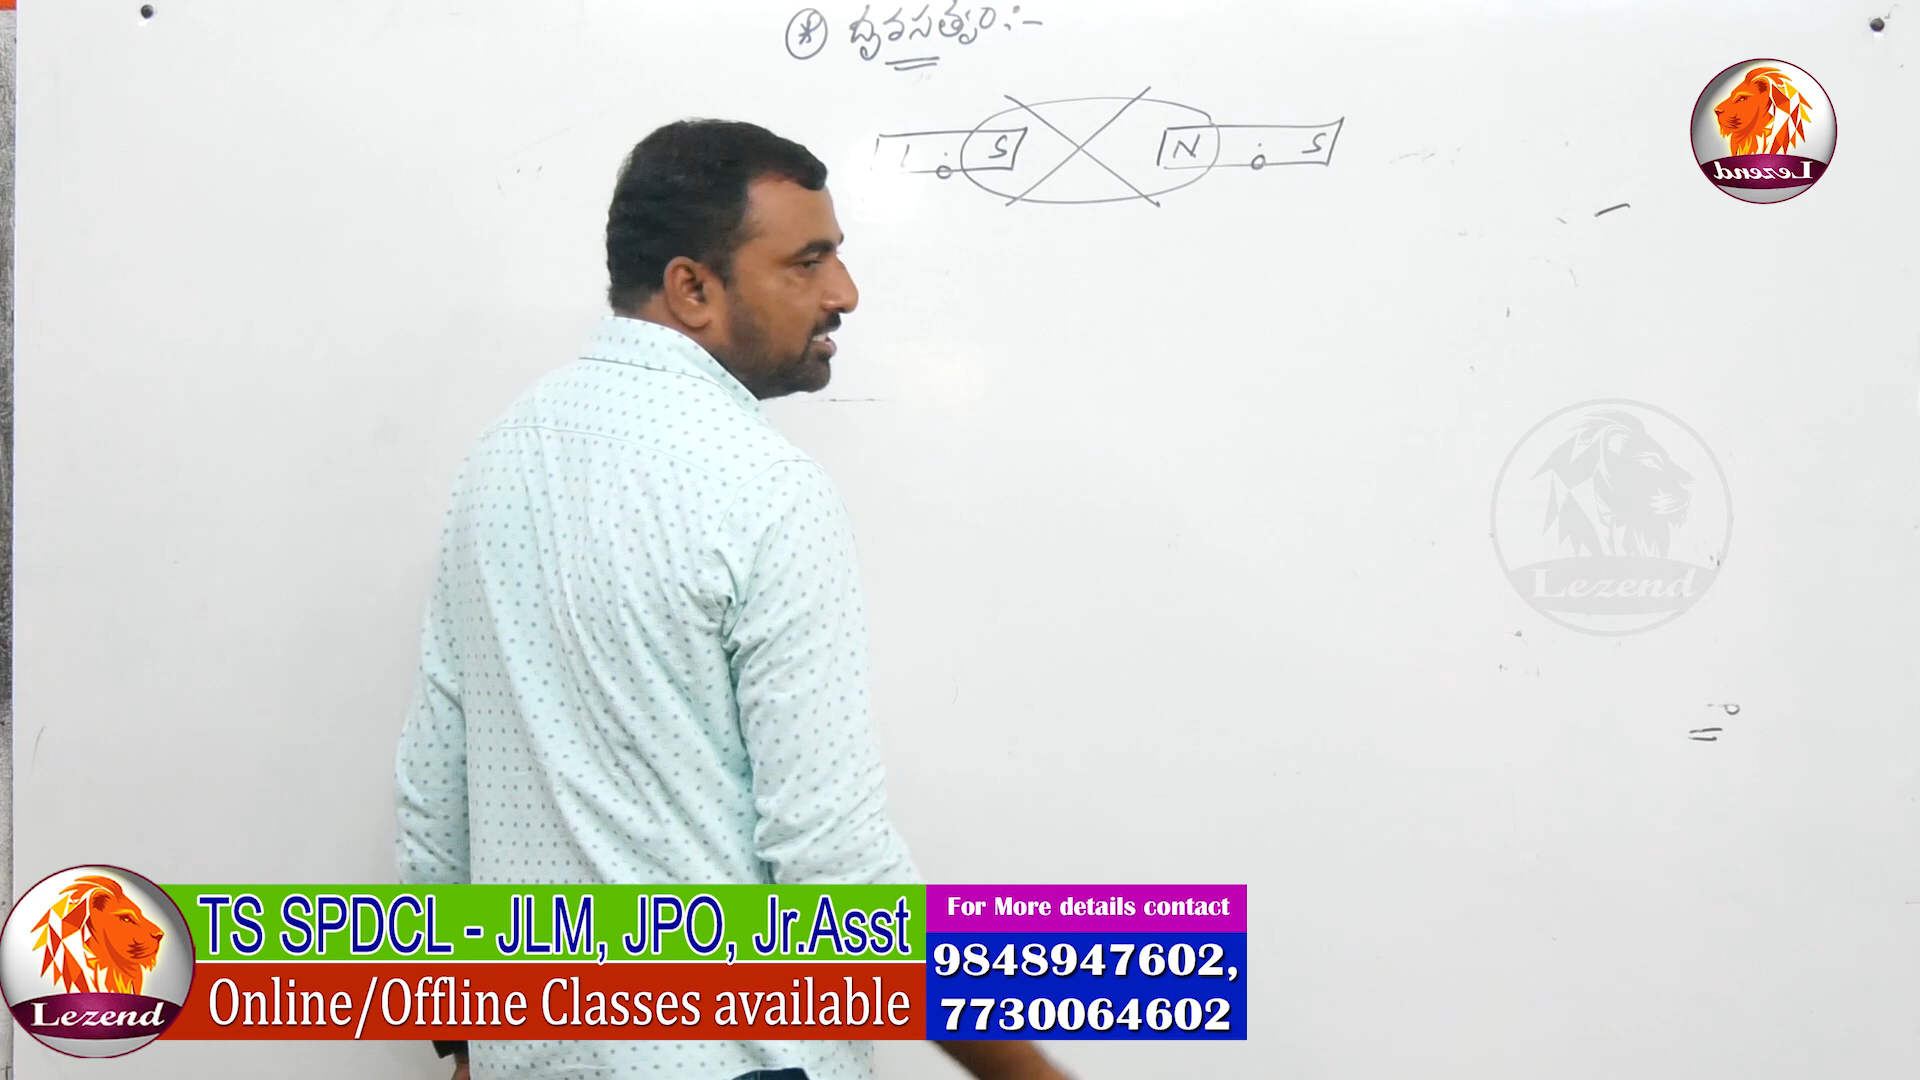 * ధృవసత్వం :-
S N S
Lezend
Lezend
TS SPDCL - JLM, JPO, Jr.Asst
Online/Offline Classes available
For More details contact
9848947602,
7730064602
Lezend